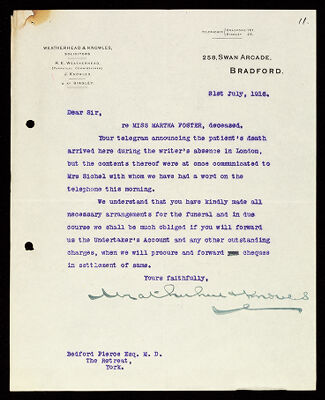 11.
WEATHERHEAD & KNOWLES,
SOLICITORS
R. E. WEATHERHEAD,
J. KNOWLES
& AT BINGLEY
258, SWAN ARCADE,
BRADFORD.
31st July, 1916.
Dear Sir,
re MISS MARTHA FOSTER, deceased.
Your telegram announcing the patient's death
arrived here during the writer's absence in London,
but the contents thereof were at once communicated to
Mrs Sichel with whom we have had a word on the
telephone this morning.
We understand that you have kindly made all
necessary arrangements for the funeral and in due
course we shall be much obliged if you will forward
us the Undertaker's Account and any other outstanding
charges, when we will procure and forward cheques
in settlement of same.
Yours faithfully,
Weatherhead & Knowles
Bedford Pierce Esq. M. D.
The Retreat,
York.